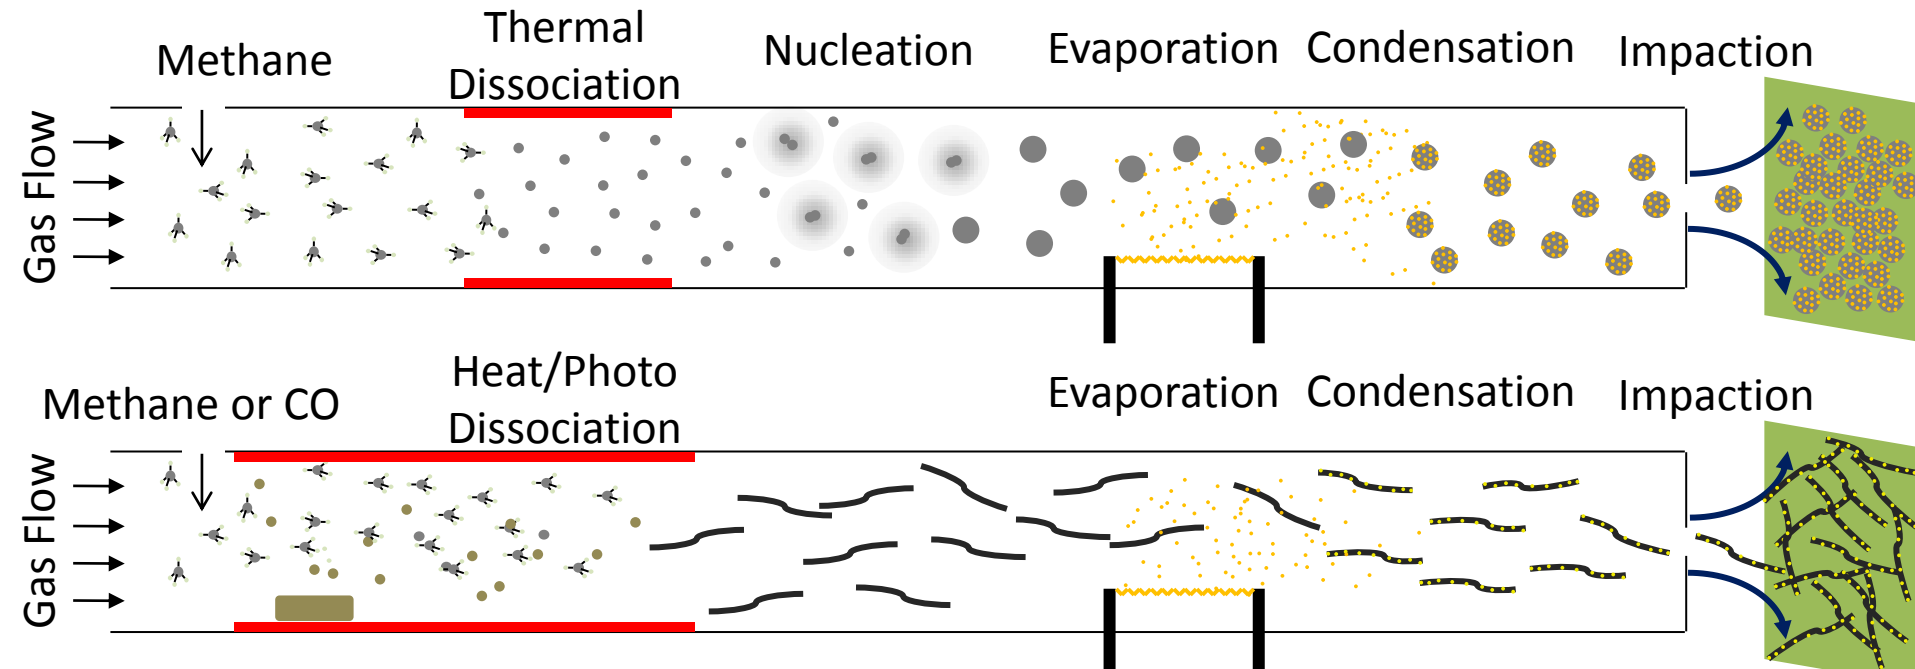 Methane
Thermal
Dissociation
Nucleation
Evaporation
Condensation
Impaction
Gas Flow
Methane or CO
Heat/Photo
Dissociation
Evaporation
Condensation
Impaction
Gas Flow